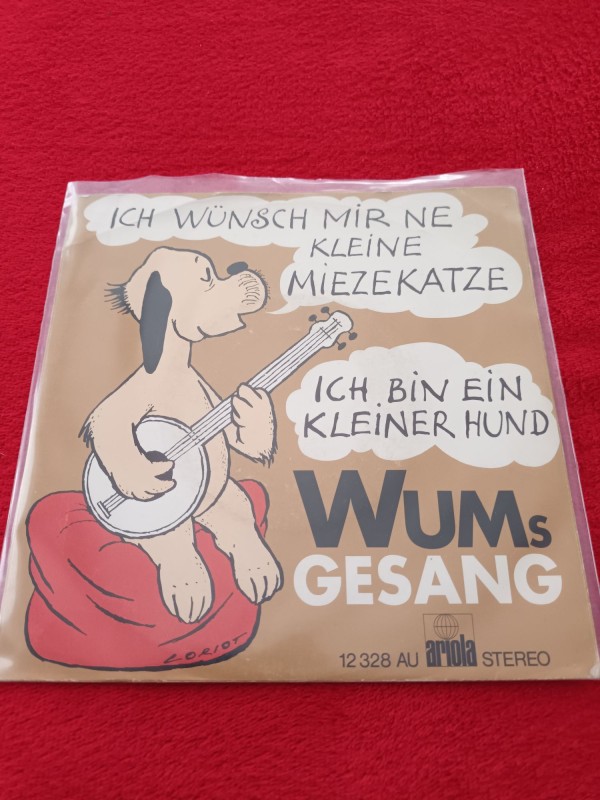 ICH WÜNSCH MIR NE
KLEINE
MIEZEKATZE
ICH BIN EIN
KLEINER HUND
WUMs
GESANG
LORIOT
12 328 AU ariola STEREO